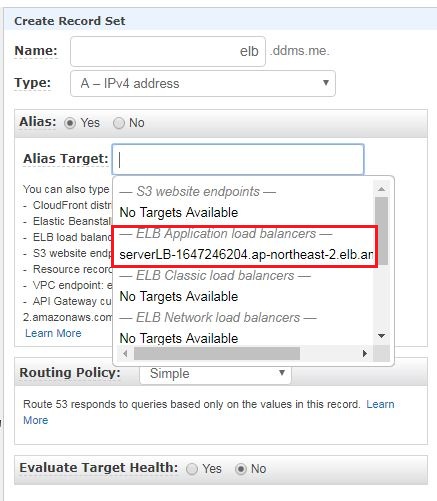 Create Record Set
Name: elb .ddms.me.
Type: A – IPv4 address
Alias: Yes No
Alias Target:
You can also type
- CloudFront distr
- Elastic Beanstal
- ELB load balanc
- S3 website endp
- Resource record
- VPC endpoint: e
- API Gateway cu
2.amazonaws.com
Learn More
— S3 website endpoints —
No Targets Available
— ELB Application load balancers —
serverLB-1647246204.ap-northeast-2.elb.am
— ELB Classic load balancers —
No Targets Available
— ELB Network load balancers —
No Targets Available
Routing Policy: Simple
Route 53 responds to queries based only on the values in this record. Learn
More
Evaluate Target Health: Yes No